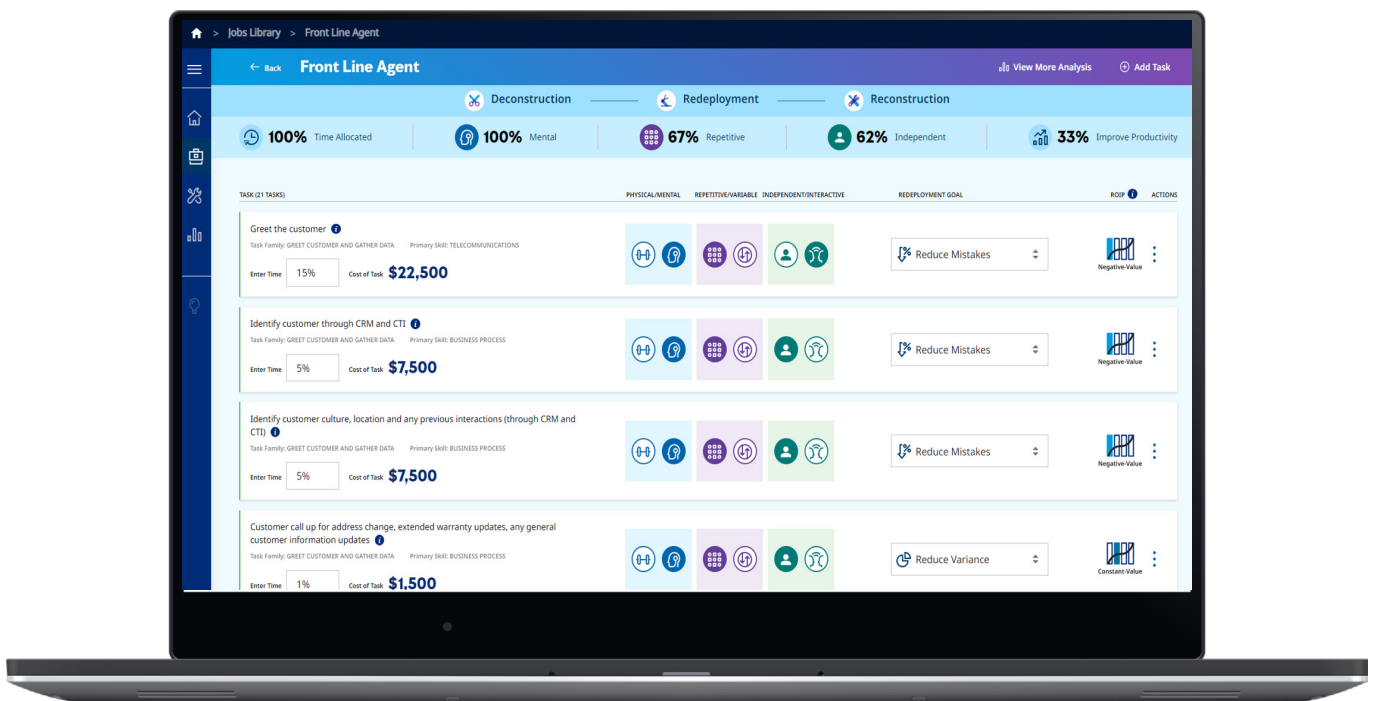 > Jobs Library > Front Line Agent
← Back Front Line Agent View More Analysis Add Task
Deconstruction Redeployment Reconstruction
100% Time Allocated 100% Mental 67% Repetitive 62% Independent 33% Improve Productivity
TASK (21 TASKS) PHYSICAL/MENTAL REPETITIVE/VARIABLE INDEPENDENT/INTERACTIVE REDEPLOYMENT GOAL ROIP i ACTIONS
Greet the customer i
Task Family: GREET CUSTOMER AND GATHER DATA Primary Skill: TELECOMMUNICATIONS
Reduce Mistakes
Negative-Value
Enter Time 15% Cost of Task $22,500
Identify customer through CRM and CTI i
Task Family: GREET CUSTOMER AND GATHER DATA Primary Skill: BUSINESS PROCESS
Reduce Mistakes
Negative-Value
Enter Time 5% Cost of Task $7,500
Identify customer culture, location and any previous interactions (through CRM and
CTI) i
Task Family: GREET CUSTOMER AND GATHER DATA Primary Skill: BUSINESS PROCESS
Reduce Mistakes
Negative-Value
Enter Time 5% Cost of Task $7,500
Customer call up for address change, extended warranty updates, any general
customer information updates i
Task Family: GREET CUSTOMER AND GATHER DATA Primary Skill: BUSINESS PROCESS
Reduce Variance
Constant-Value
Enter Time 1% Cost of Task $1,500